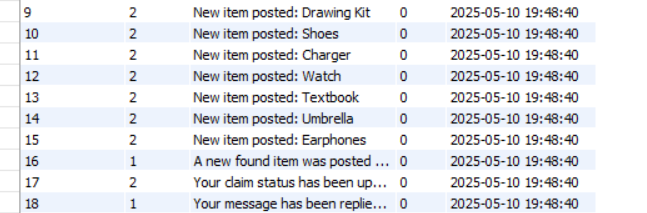 9 2 New item posted: Drawing Kit 0 2025-05-10 19:48:40
10 2 New item posted: Shoes 0 2025-05-10 19:48:40
11 2 New item posted: Charger 0 2025-05-10 19:48:40
12 2 New item posted: Watch 0 2025-05-10 19:48:40
13 2 New item posted: Textbook 0 2025-05-10 19:48:40
14 2 New item posted: Umbrella 0 2025-05-10 19:48:40
15 2 New item posted: Earphones 0 2025-05-10 19:48:40
16 1 A new found item was posted ... 0 2025-05-10 19:48:40
17 2 Your claim status has been up... 0 2025-05-10 19:48:40
18 1 Your message has been replie... 0 2025-05-10 19:48:40